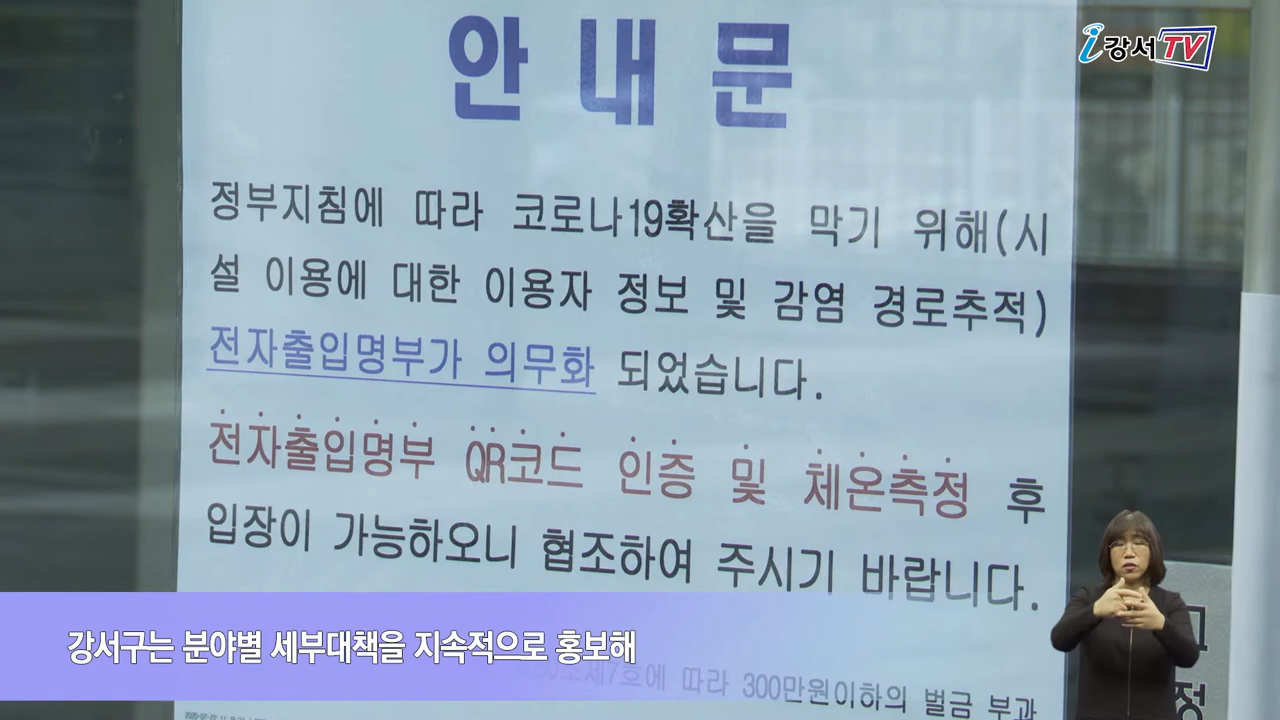 i강서TV
안내문
정부지침에 따라 코로나19확산을 막기 위해(시
설 이용에 대한 이용자 정보 및 감염 경로추적)
전자출입명부가 의무화 되었습니다.
전자출입명부 QR코드 인증 및 체온측정 후
입장이 가능하오니 협조하여 주시기 바랍니다.
강서구는 분야별 세부대책을 지속적으로 홍보해
에 따라 300만원이하의 벌금 부과